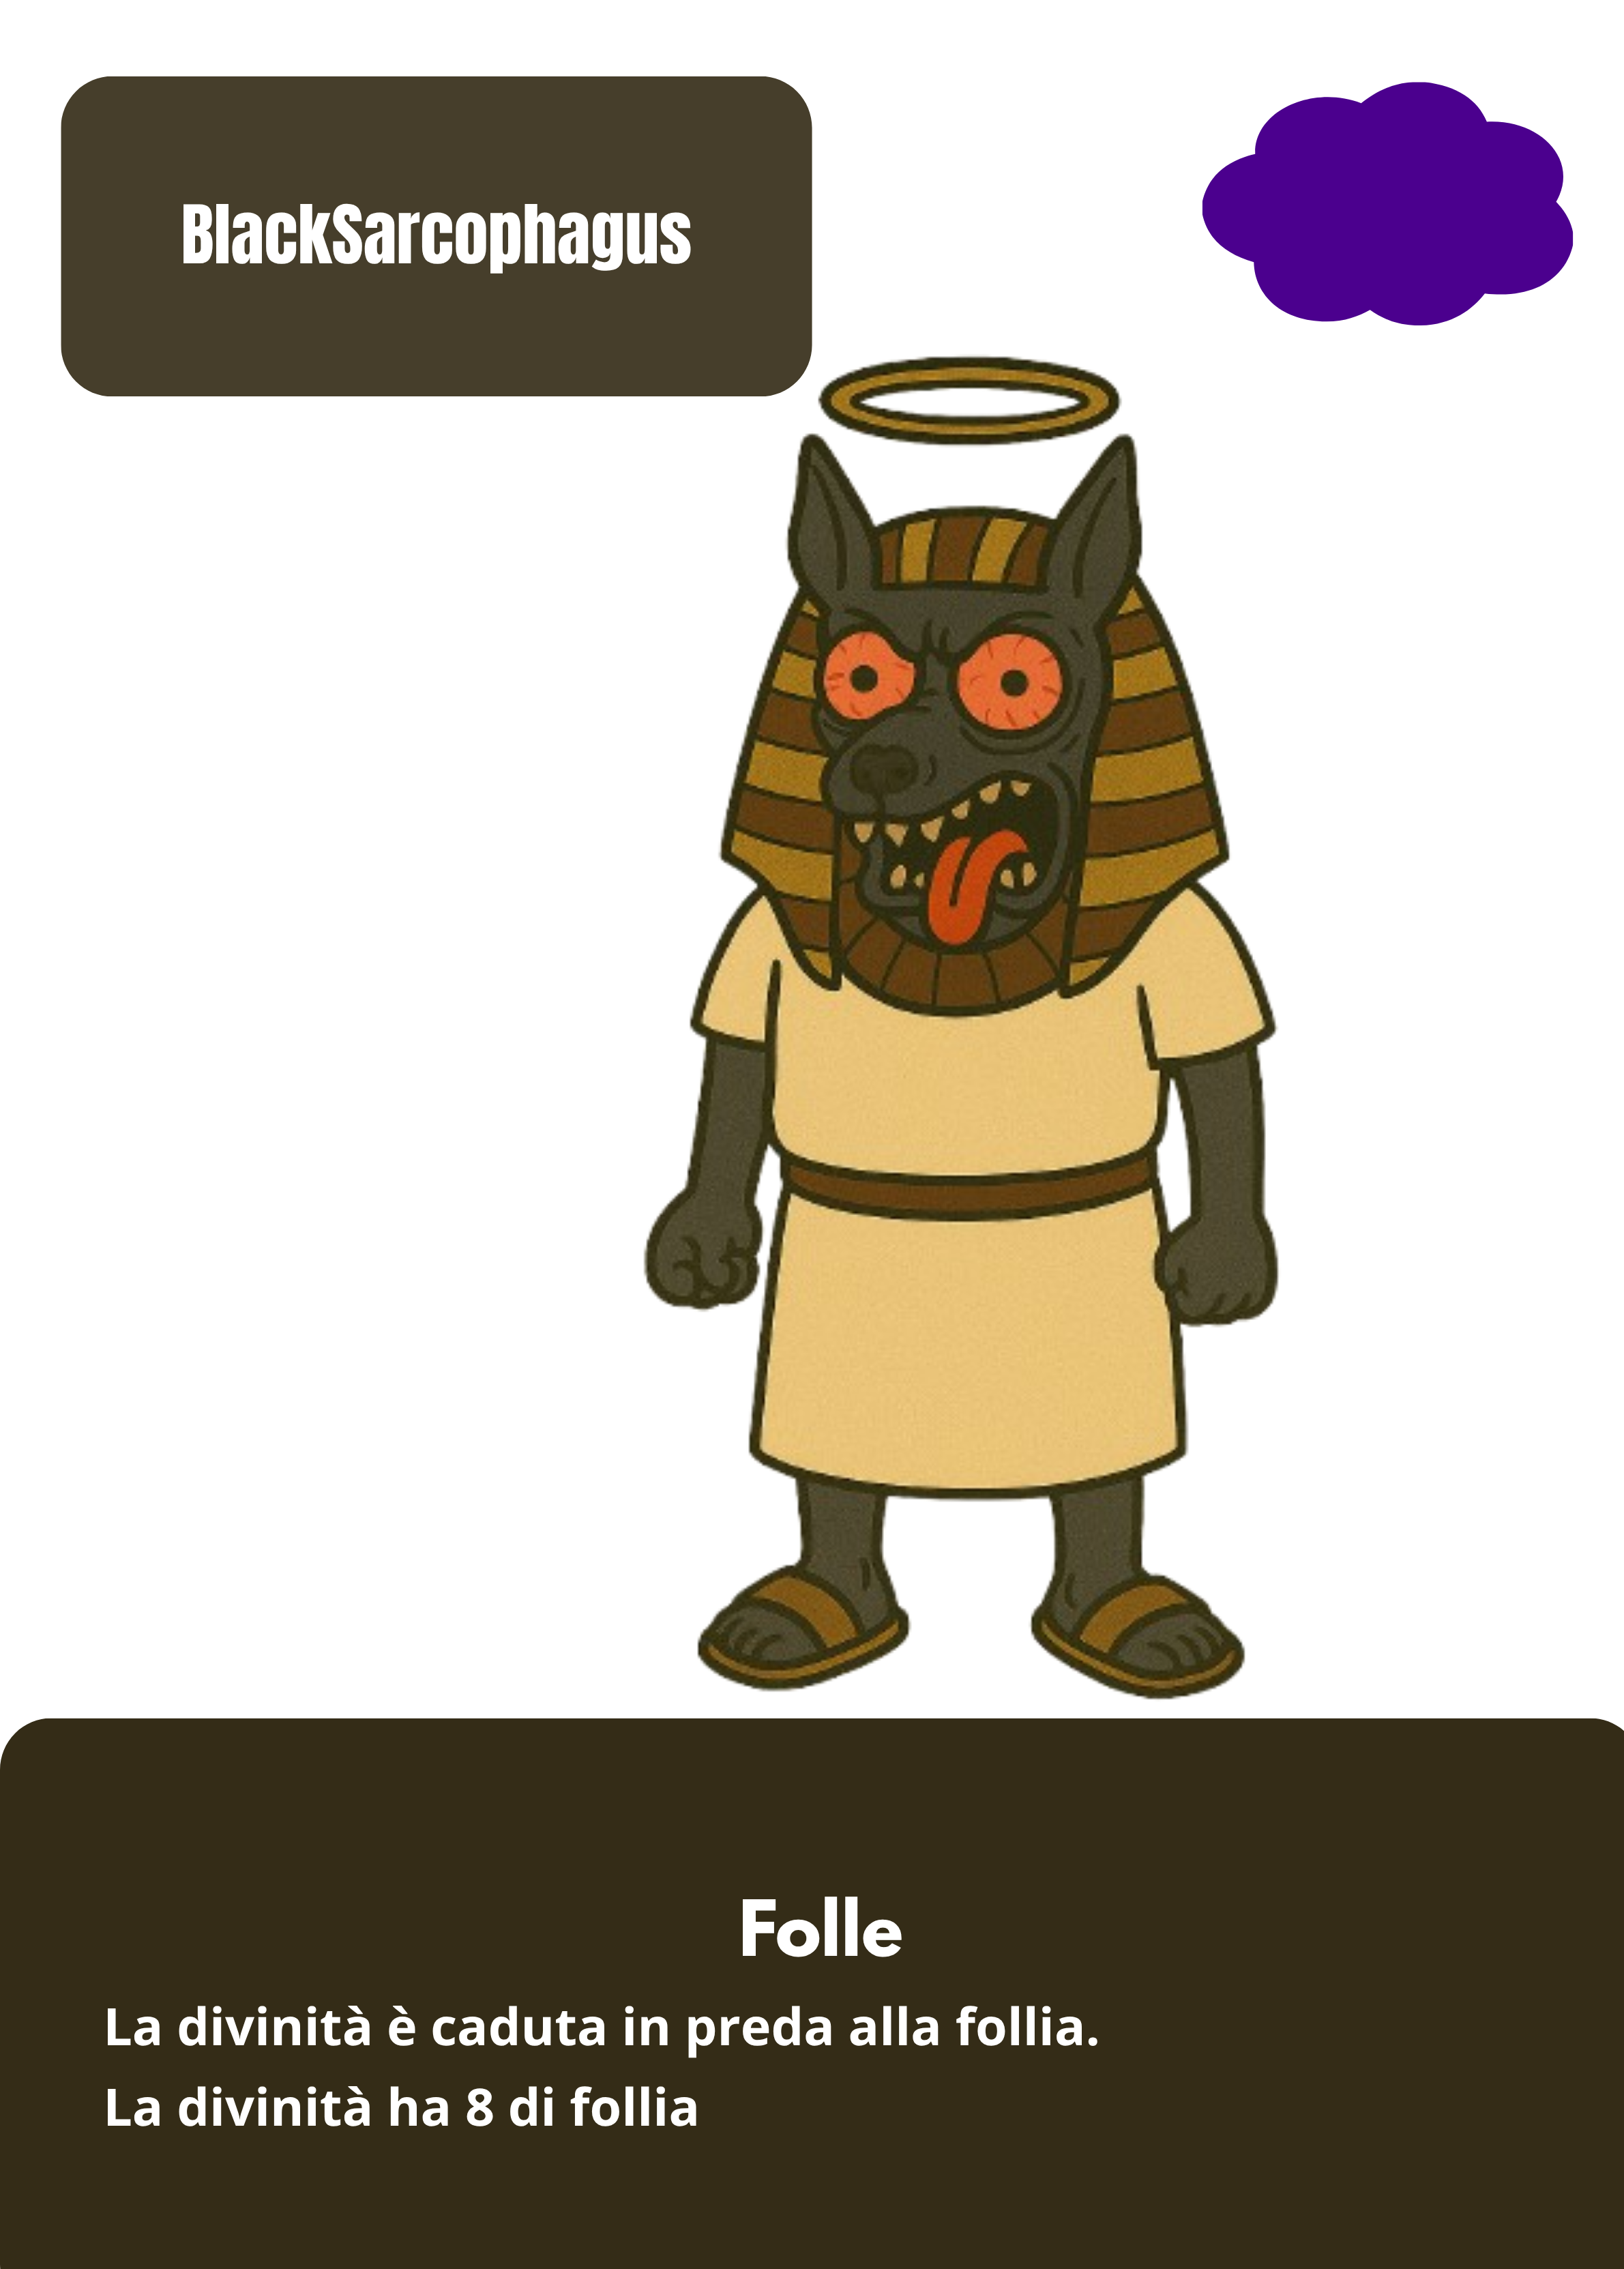 BlackSarcophagus
Folle
La divinità è caduta in preda alla follia.
La divinità ha 8 di follia